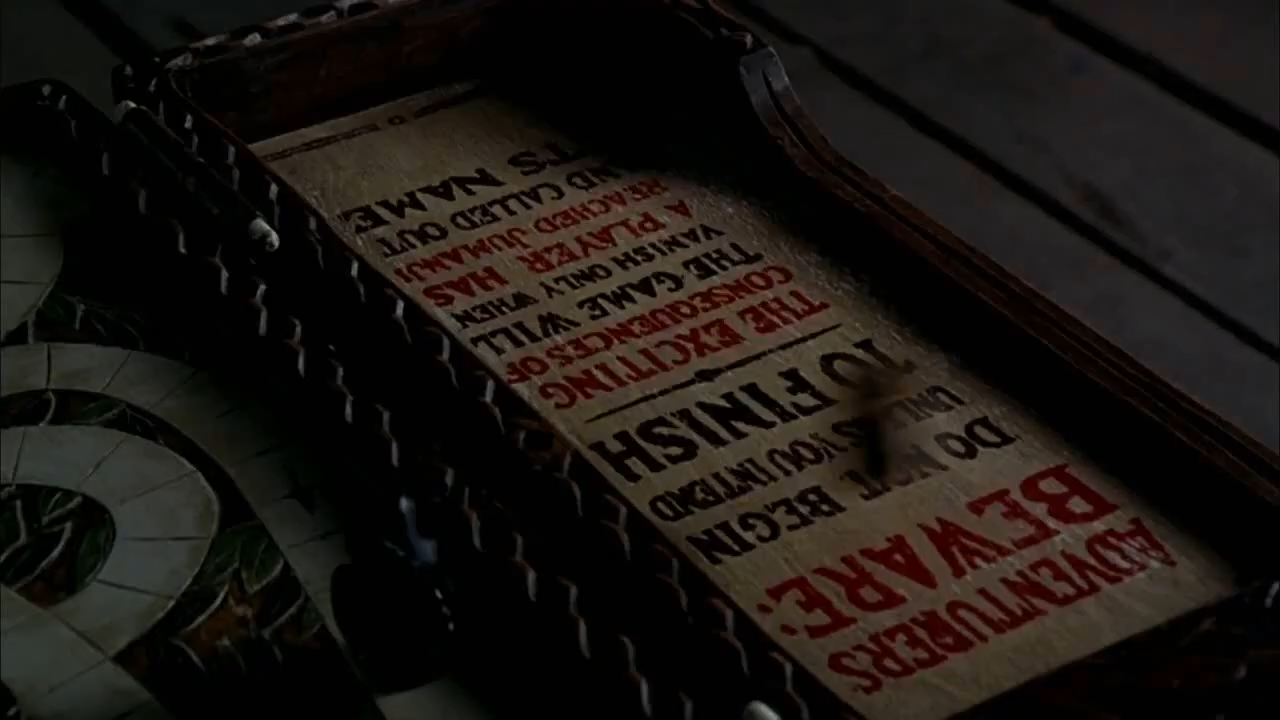 ADVENTURERS
BEWARE:
DO NOT BEGIN
UNLESS YOU INTEND
TO FINISH
THE EXCITING
CONSEQUENCES OF
THE GAME WILL
VANISH ONLY WHEN
A PLAYER HAS
REACHED JUMANJI
AND CALLED OUT
ITS NAME